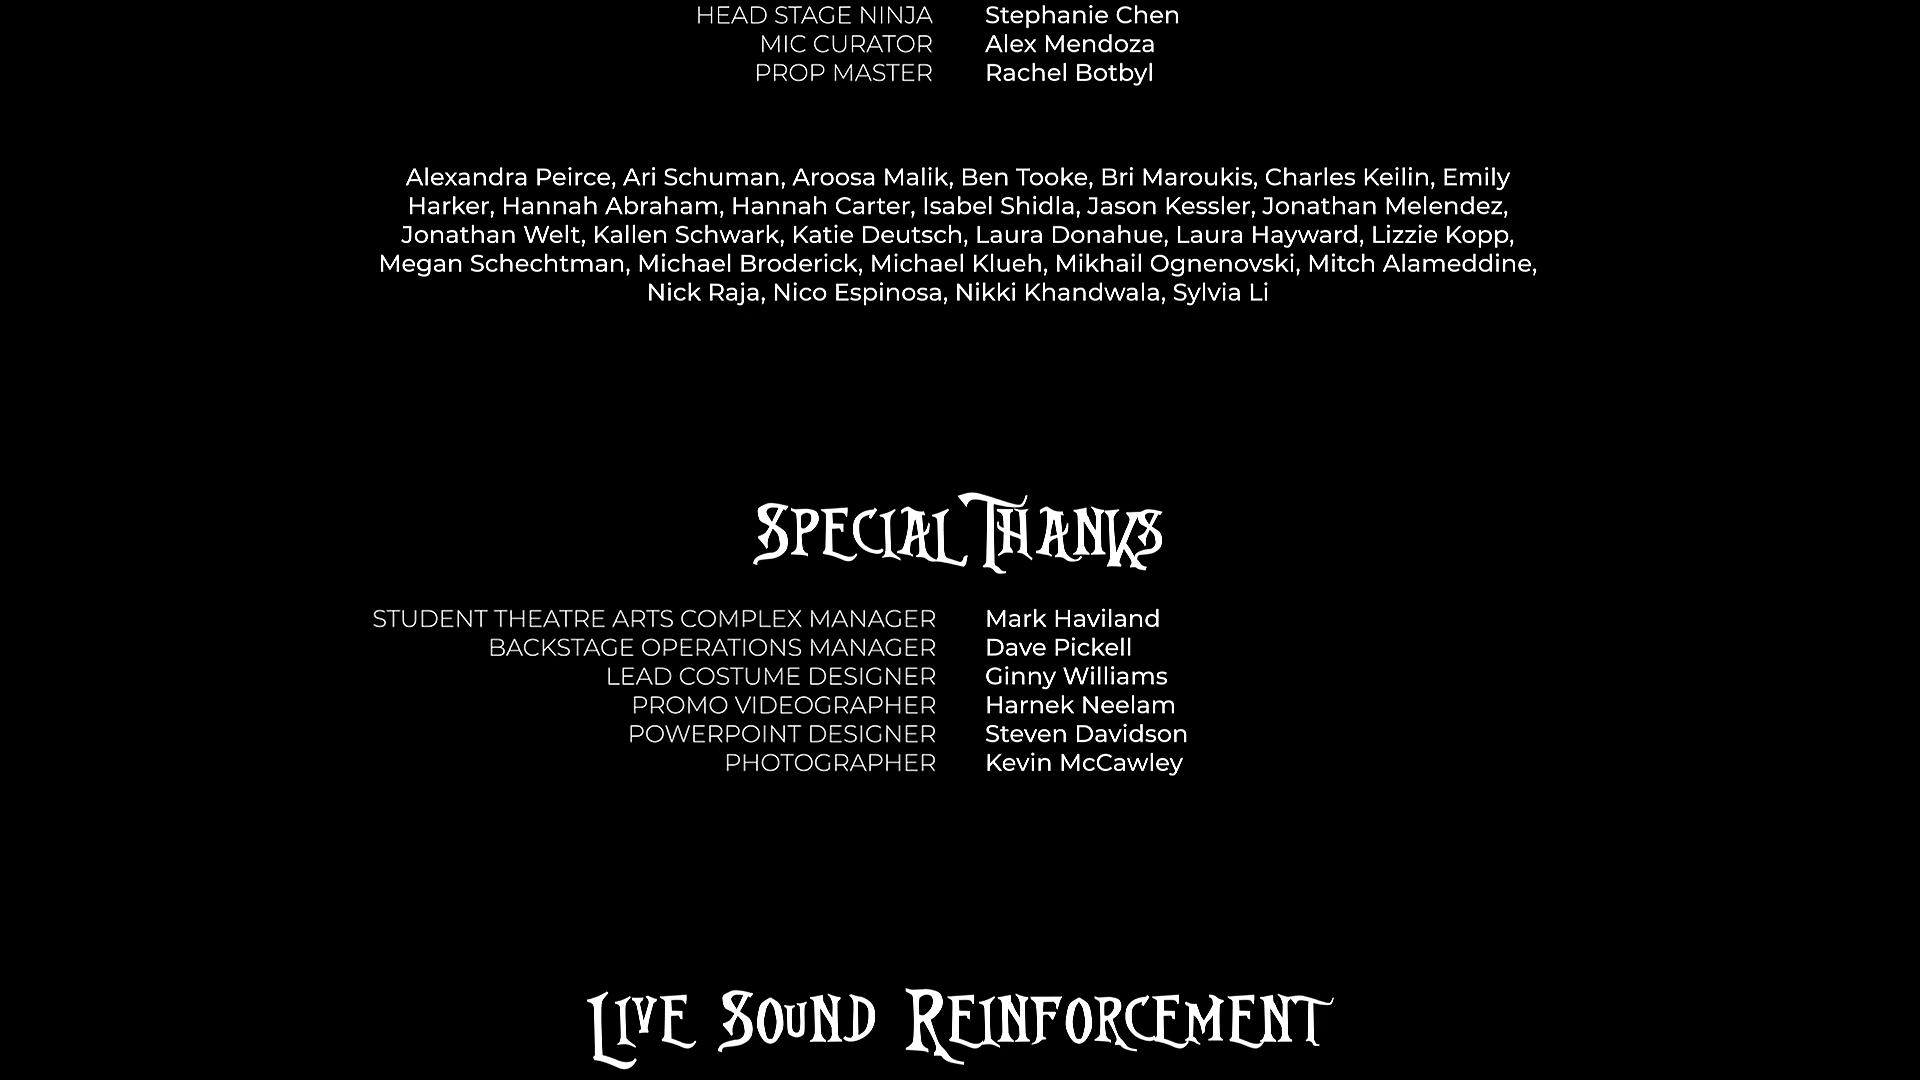 HEAD STAGE NINJA Stephanie Chen
MIC CURATOR Alex Mendoza
PROP MASTER Rachel Botbyl
Alexandra Peirce, Ari Schuman, Aroosa Malik, Ben Tooke, Bri Maroukis, Charles Keilin, Emily
Harker, Hannah Abraham, Hannah Carter, Isabel Shidla, Jason Kessler, Jonathan Melendez,
Jonathan Welt, Kallen Schwark, Katie Deutsch, Laura Donahue, Laura Hayward, Lizzie Kopp,
Megan Schechtman, Michael Broderick, Michael Klueh, Mikhail Ognenovski, Mitch Alameddine,
Nick Raja, Nico Espinosa, Nikki Khandwala, Sylvia Li
SPECIAL THANKS
STUDENT THEATRE ARTS COMPLEX MANAGER Mark Haviland
BACKSTAGE OPERATIONS MANAGER Dave Pickell
LEAD COSTUME DESIGNER Ginny Williams
PROMO VIDEOGRAPHER Harnek Neelam
POWERPOINT DESIGNER Steven Davidson
PHOTOGRAPHER Kevin McCawley
LIVE SOUND REINFORCEMENT